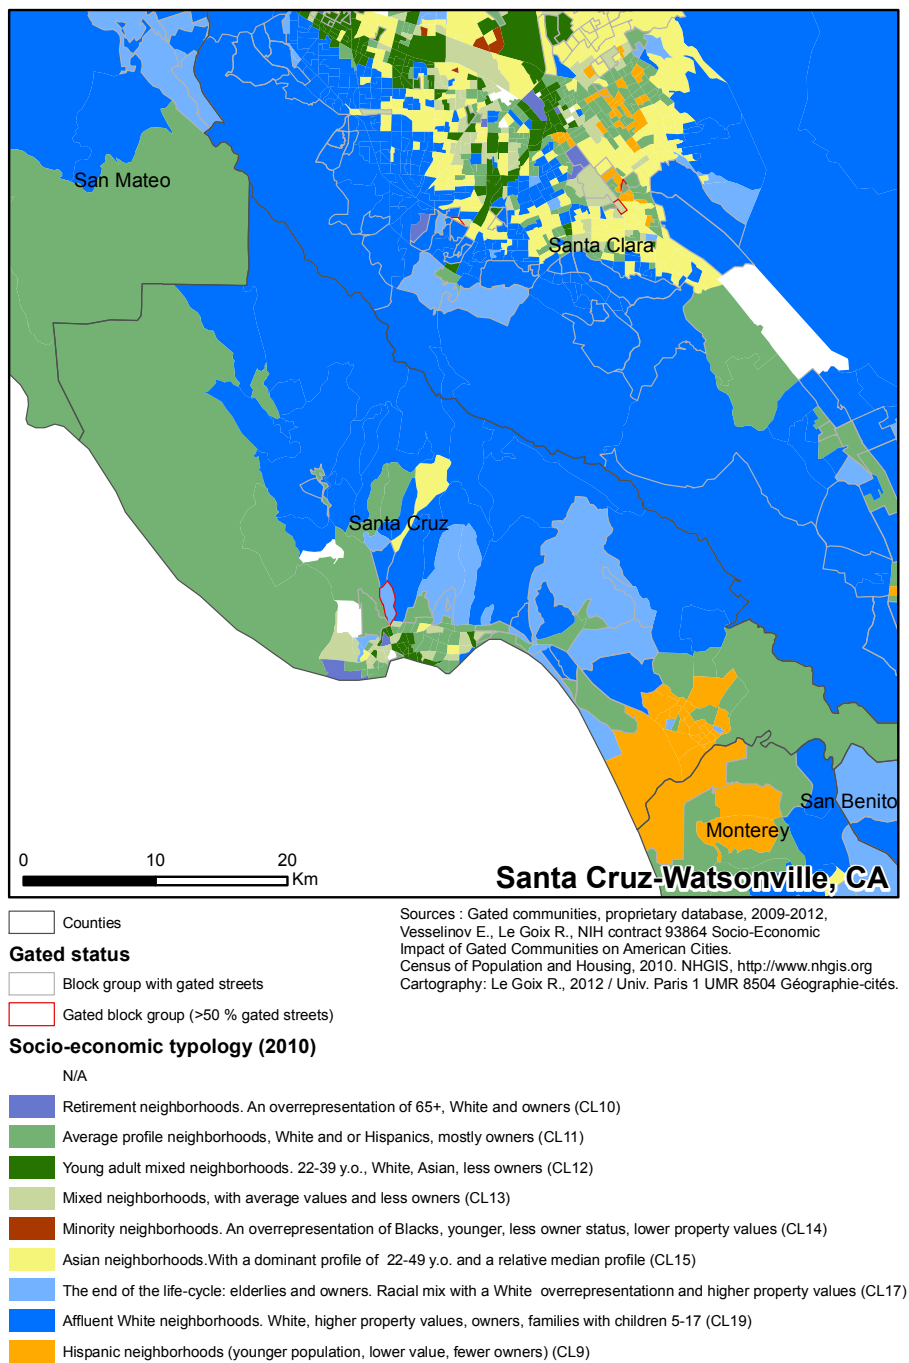 San Mateo
Santa Clara
Santa Cruz
San Benito
Monterey
0 10 20
Km
Santa Cruz-Watsonville, CA
Counties
Gated status
Block group with gated streets
Gated block group (>50 % gated streets)
Sources : Gated communities, proprietary database, 2009-2012,
Vesselinov E., Le Goix R., NIH contract 93864 Socio-Economic
Impact of Gated Communities on American Cities.
Census of Population and Housing, 2010. NHGIS, http://www.nhgis.org
Cartography: Le Goix R., 2012 / Univ. Paris 1 UMR 8504 Géographie-cités.
Socio-economic typology (2010)
N/A
Retirement neighborhoods. An overrepresentation of 65+, White and owners (CL10)
Average profile neighborhoods, White and or Hispanics, mostly owners (CL11)
Young adult mixed neighborhoods. 22-39 y.o., White, Asian, less owners (CL12)
Mixed neighborhoods, with average values and less owners (CL13)
Minority neighborhoods. An overrepresentation of Blacks, younger, less owner status, lower property values (CL14)
Asian neighborhoods.With a dominant profile of  22-49 y.o. and a relative median profile (CL15)
The end of the life-cycle: elderlies and owners. Racial mix with a White  overrepresentationn and higher property values (CL17)
Affluent White neighborhoods. White, higher property values, owners, families with children 5-17 (CL19)
Hispanic neighborhoods (younger population, lower value, fewer owners) (CL9)